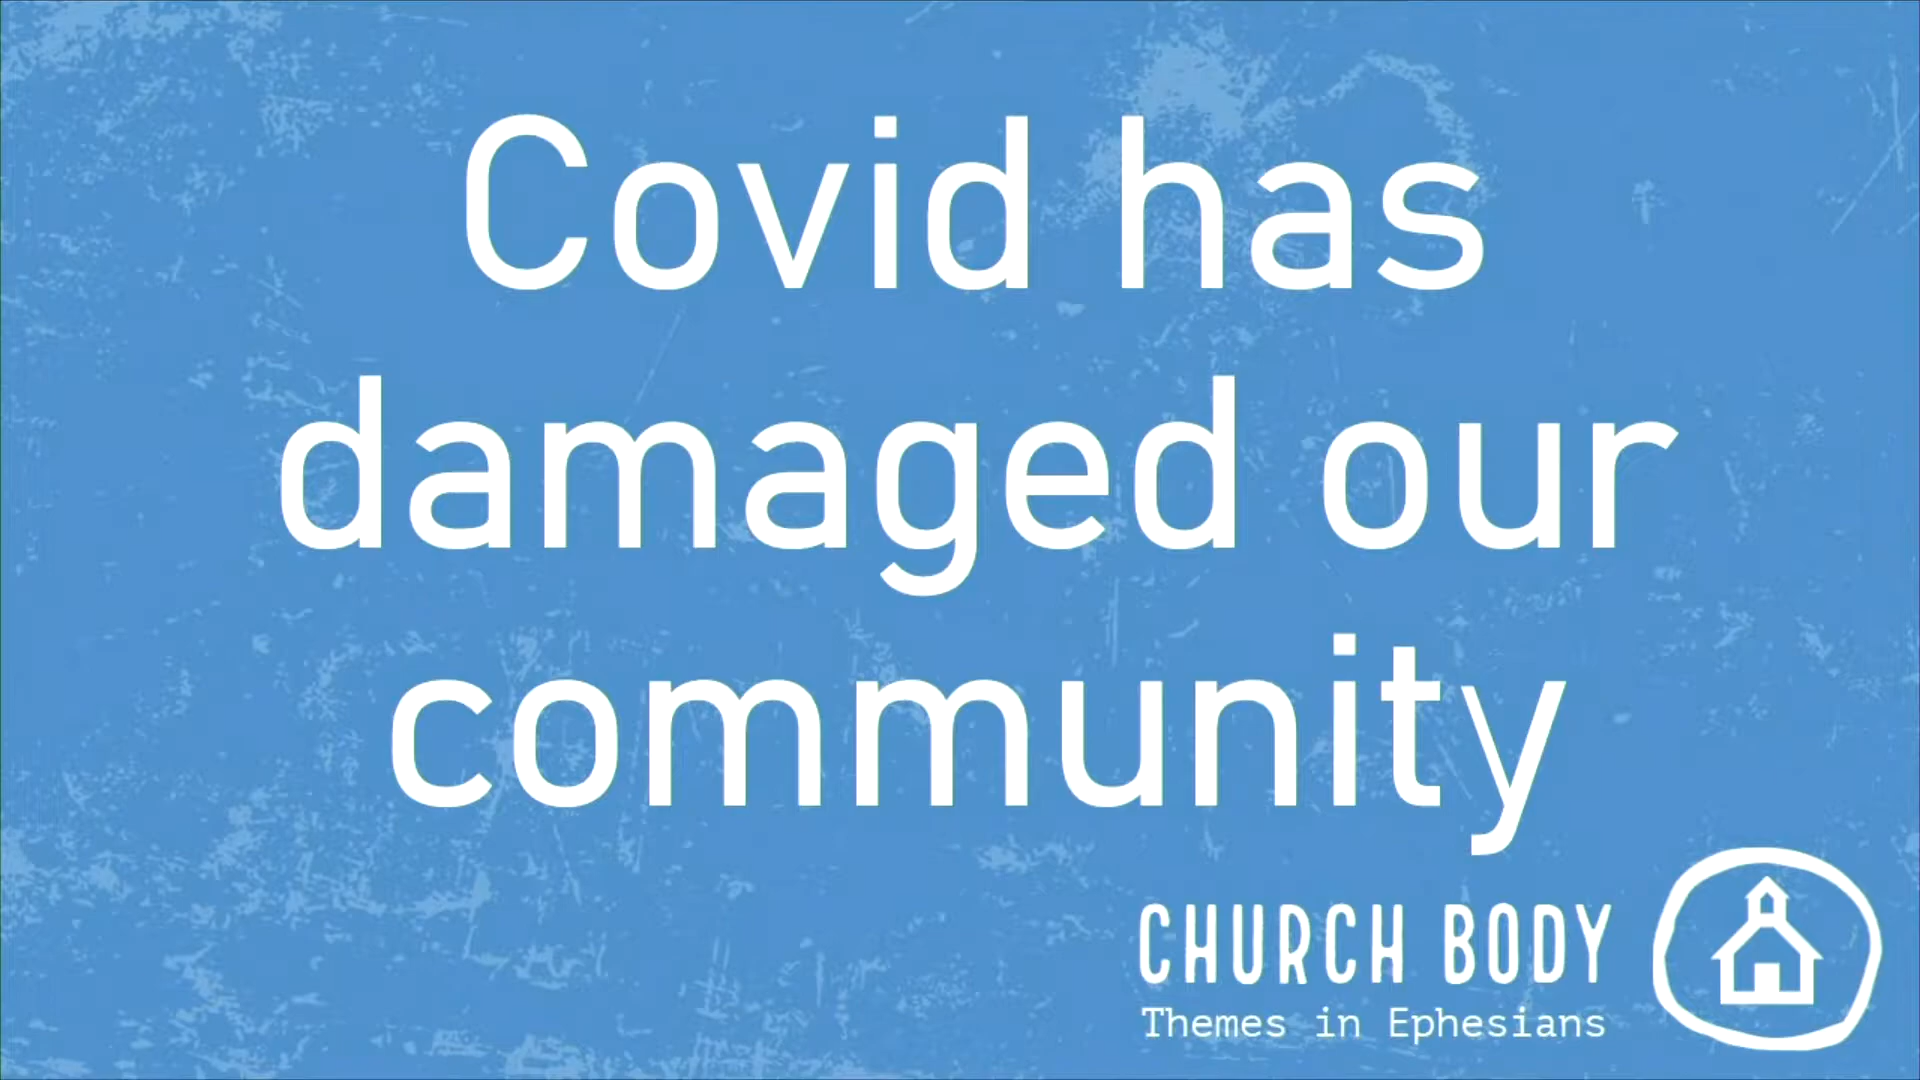 Covid has
damaged our
community
CHURCH BODY
Themes in Ephesians